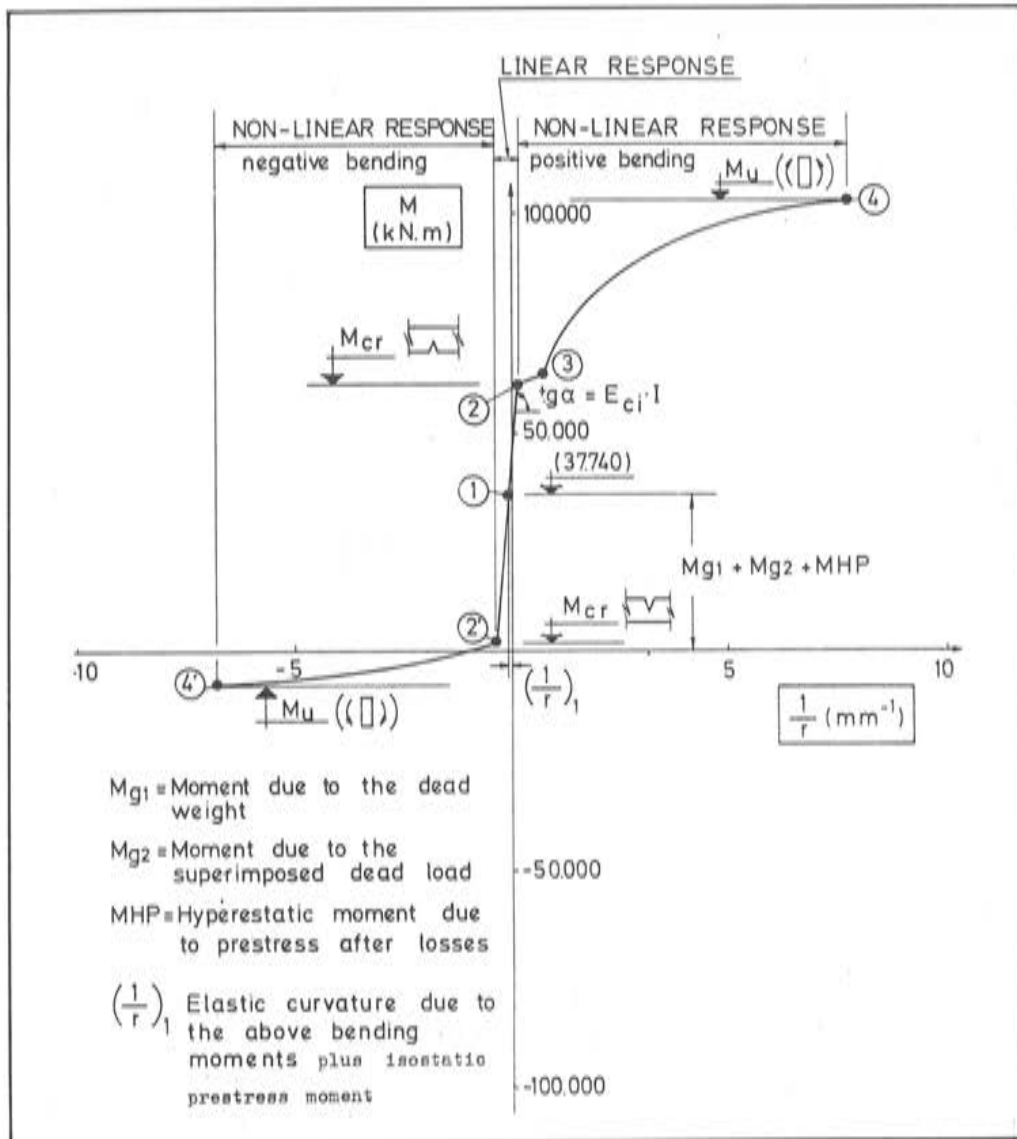 LINEAR RESPONSE
NON-LINEAR RESPONSE
negative bending
NON-LINEAR RESPONSE
positive bending
Mu (())
4
M
(kN.m)
100.000
Mcr
3
2
tgα = Eci·I
50.000
(37.740)
1
Mg1 + Mg2 + MHP
Mcr
2'
-10
-5
5
10
4'
Mu (())
(1/r)1
1/r (mm⁻¹)
Mg1 ≡ Moment due to the dead
weight
Mg2 ≡ Moment due to the
superimposed dead load
-50.000
MHP ≡ Hyperestatic moment due
to prestress after losses
(1/r)1 Elastic curvature due to
the above bending
moments plus isostatic
prestress moment
-100.000